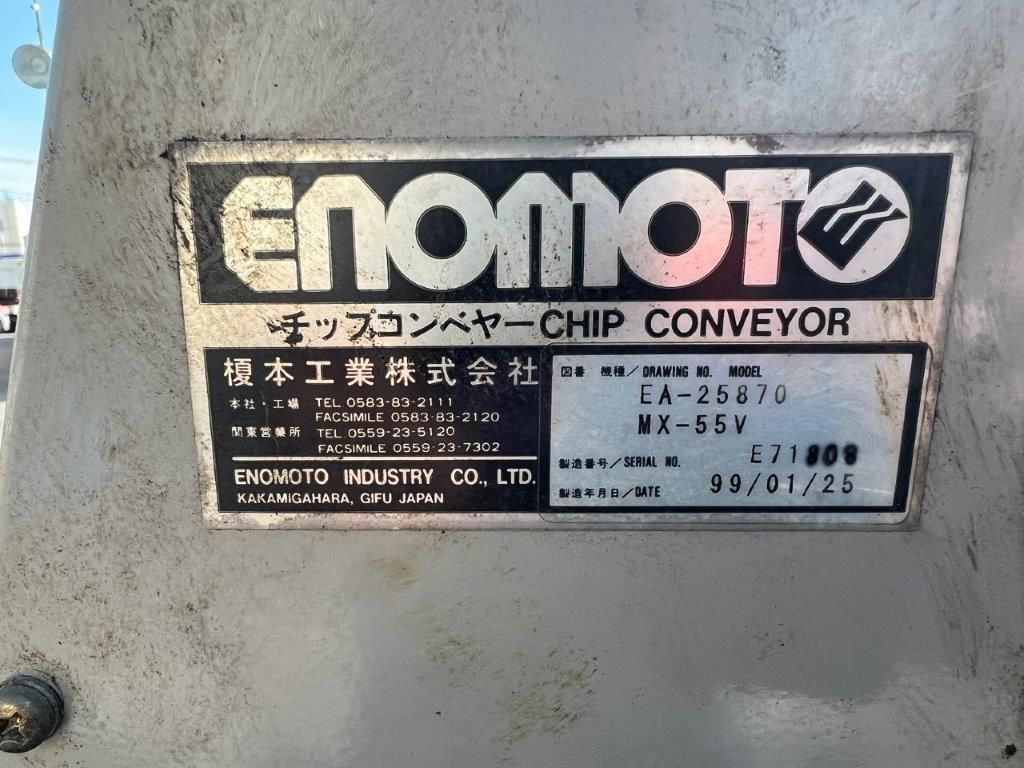 ENOMOTO
チップコンベヤーCHIP CONVEYOR
榎本工業株式会社
本社・工場 TEL 0583-83-2111
FACSIMILE 0583-83-2120
関東営業所 TEL.0559-23-5120
FACSIMILE 0559-23-7302
ENOMOTO INDUSTRY CO., LTD.
KAKAMIGAHARA, GIFU JAPAN
図番 機種/DRAWING NO. MODEL
EA-25870
MX-55V
製造番号/SERIAL NO.
製造年月日/DATE 99/01/25